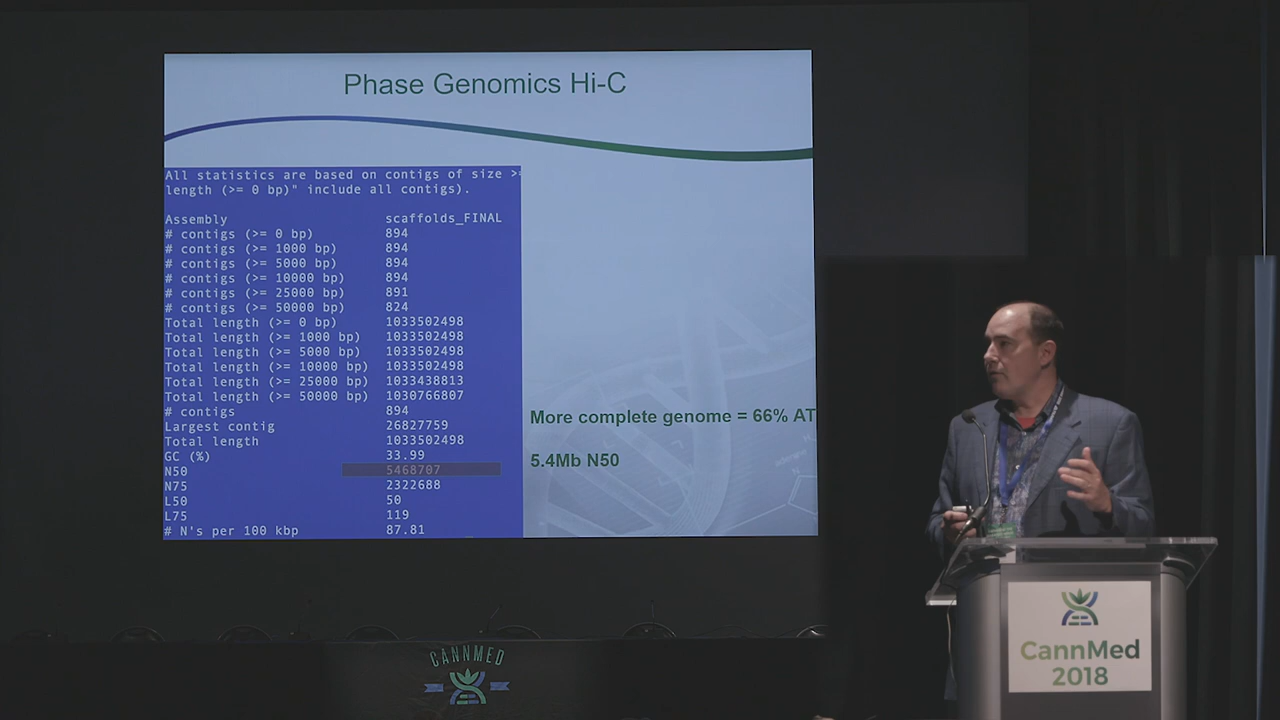 Phase Genomics Hi-C
All statistics are based on contigs of size >=
length (>= 0 bp)" include all contigs).
Assembly scaffolds_FINAL
# contigs (>= 0 bp) 894
# contigs (>= 1000 bp) 894
# contigs (>= 5000 bp) 894
# contigs (>= 10000 bp) 894
# contigs (>= 25000 bp) 891
# contigs (>= 50000 bp) 824
Total length (>= 0 bp) 1033502498
Total length (>= 1000 bp) 1033502498
Total length (>= 5000 bp) 1033502498
Total length (>= 10000 bp) 1033502498
Total length (>= 25000 bp) 1033438813
Total length (>= 50000 bp) 1030766807
# contigs 894
Largest contig 26827759
Total length 1033502498
GC (%) 33.99
N50 5468707
N75 2322688
L50 50
L75 119
# N's per 100 kbp 87.81
More complete genome = 66% AT
5.4Mb N50
CannMed
2018
CANNMED